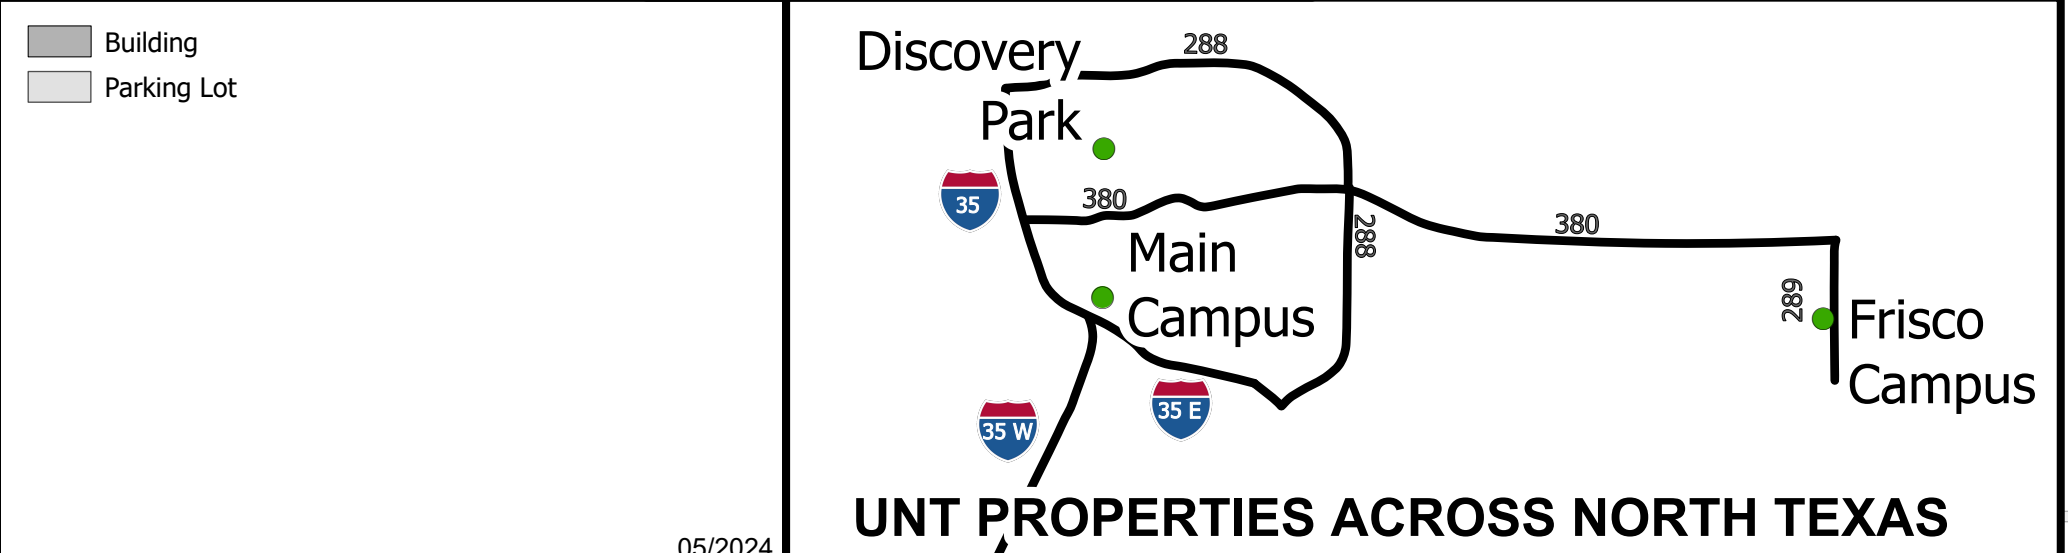 Building
Parking Lot
05/2024
Discovery
Park
288
35
380
Main
Campus
288
380
289
Frisco
Campus
35 W
35 E
UNT PROPERTIES ACROSS NORTH TEXAS